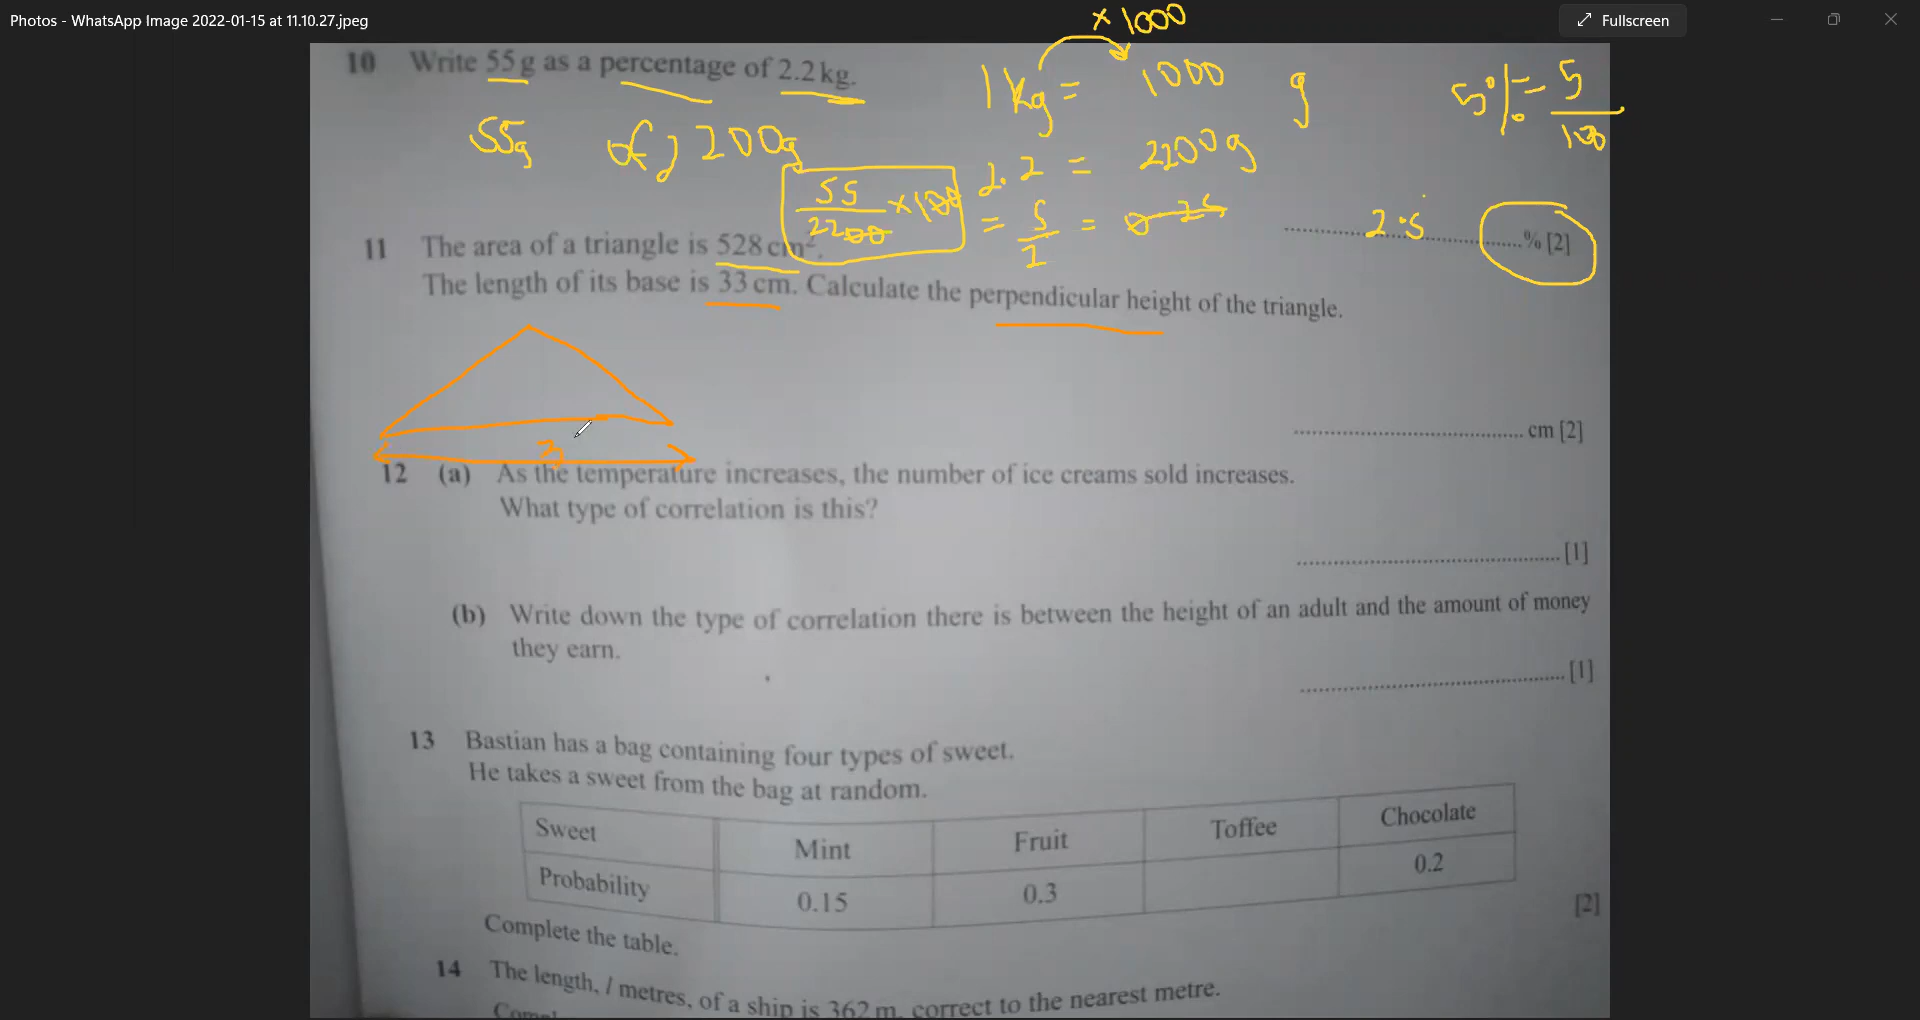 Photos - WhatsApp Image 2022-01-15 at 11.10.27.jpeg
Fullscreen
× 1000
10 Write 55 g as a percentage of 2.2 kg.
1 kg = 1000 g
5% = 5/100
55g of 2200g
2.2 = 2200g
55/2200 × 100 = 5/2 =
2.5 % [2]
11 The area of a triangle is 528 cm².
The length of its base is 33 cm. Calculate the perpendicular height of the triangle.
cm [2]
3
12 (a) As the temperature increases, the number of ice creams sold increases.
What type of correlation is this?
[1]
(b) Write down the type of correlation there is between the height of an adult and the amount of money
they earn.
[1]
13 Bastian has a bag containing four types of sweet.
He takes a sweet from the bag at random.
Sweet Mint Fruit Toffee Chocolate
Probability 0.15 0.3 0.2
[2]
Complete the table.
14 The length, l metres, of a ship is 362 m, correct to the nearest metre.